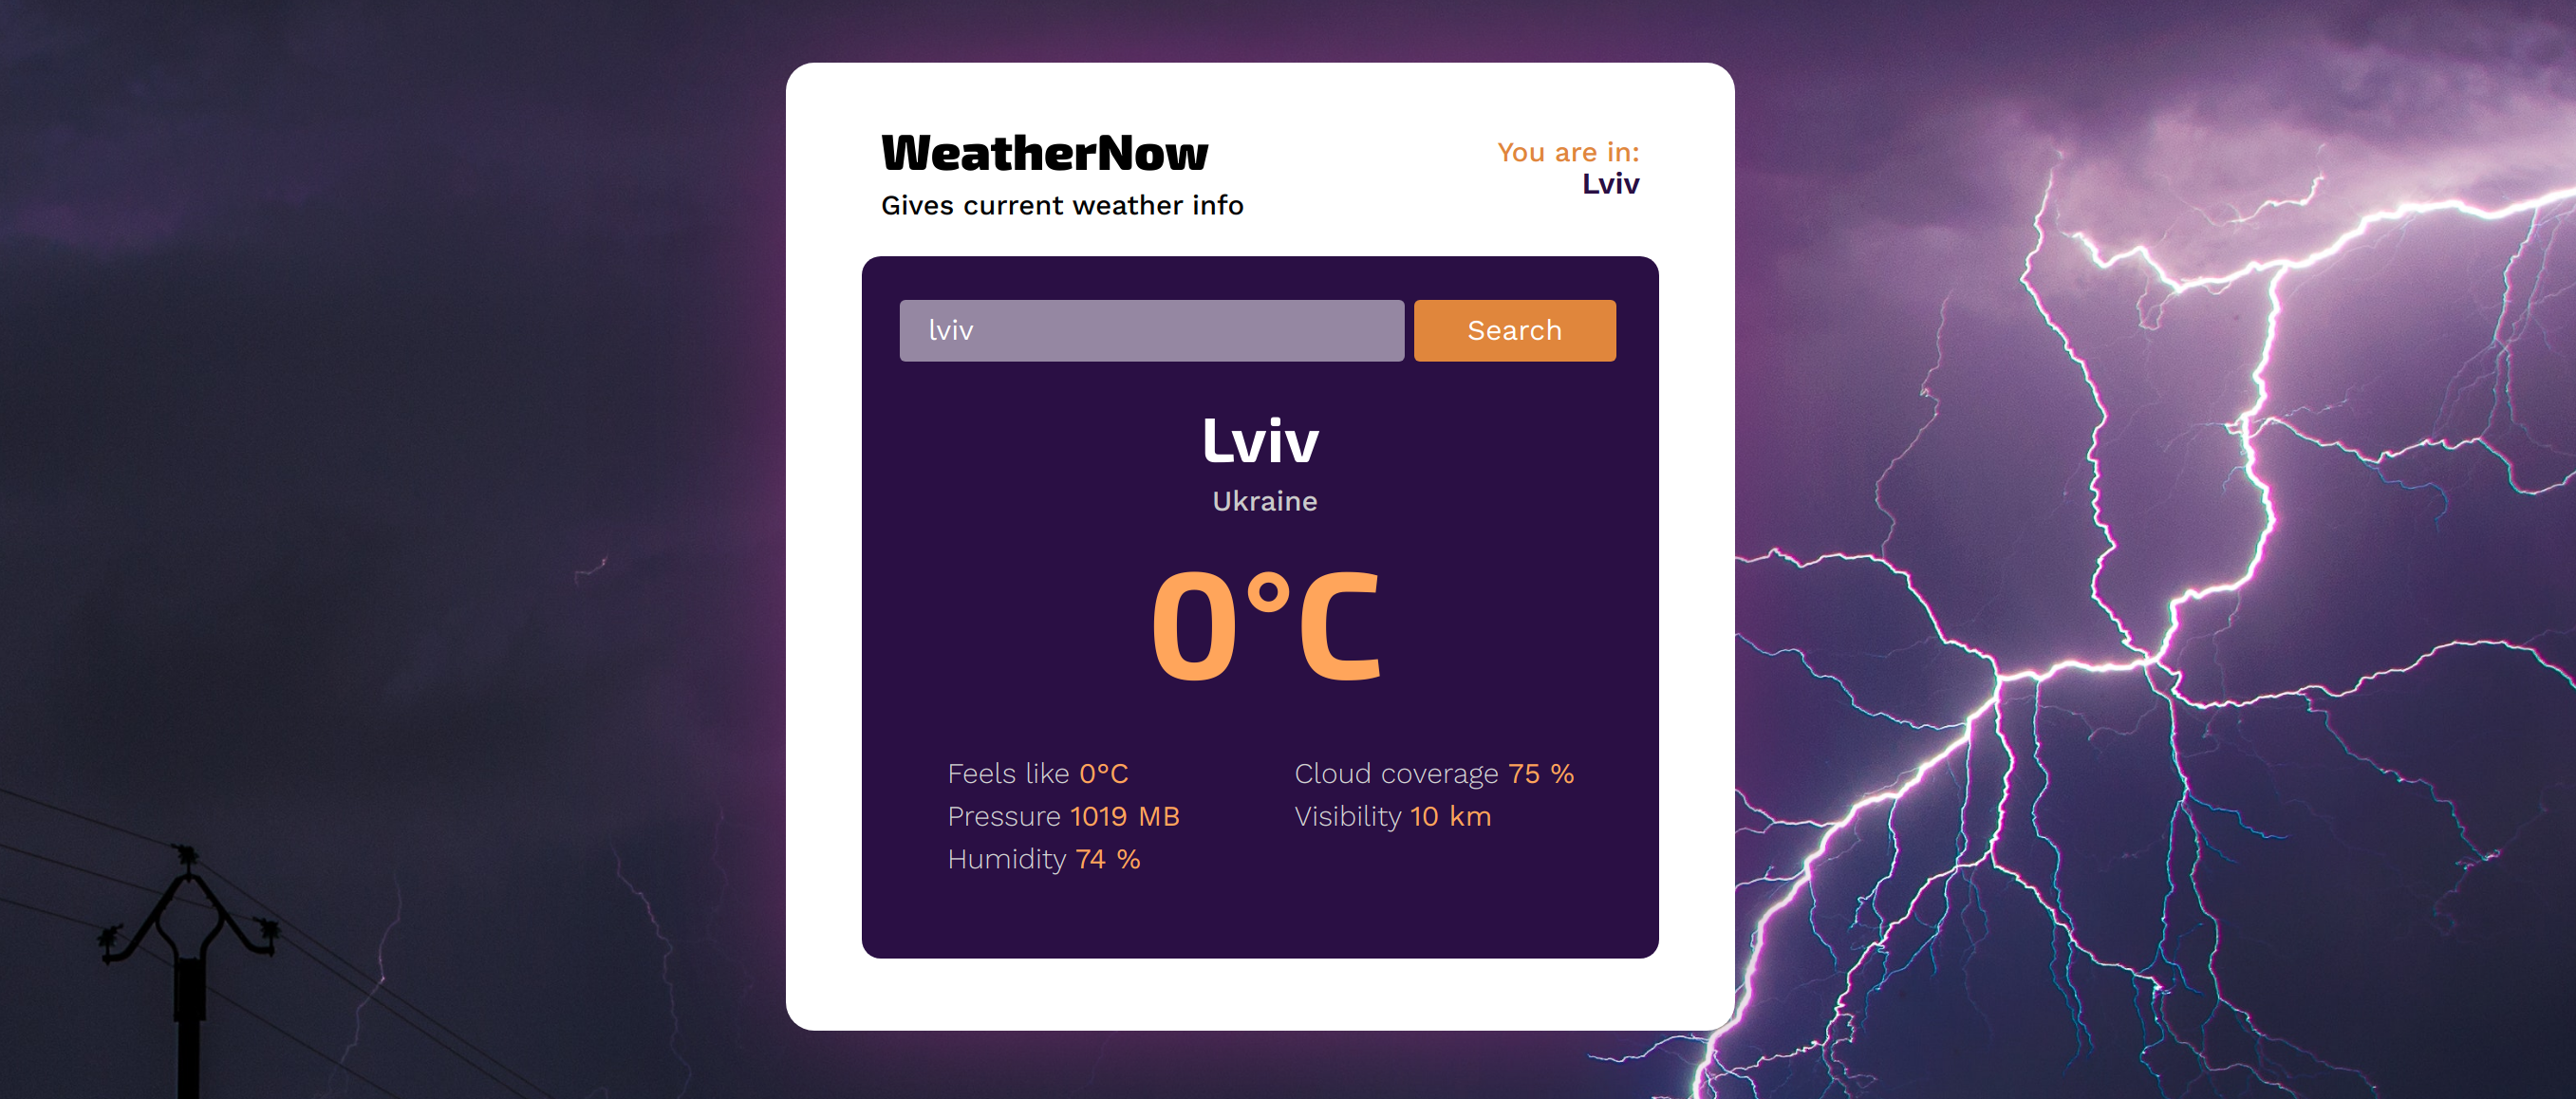 WeatherNow
Gives current weather info
You are in:
Lviv
lviv
Search
Lviv
Ukraine
0°C
Feels like 0°C
Pressure 1019 MB
Humidity 74 %
Cloud coverage 75 %
Visibility 10 km